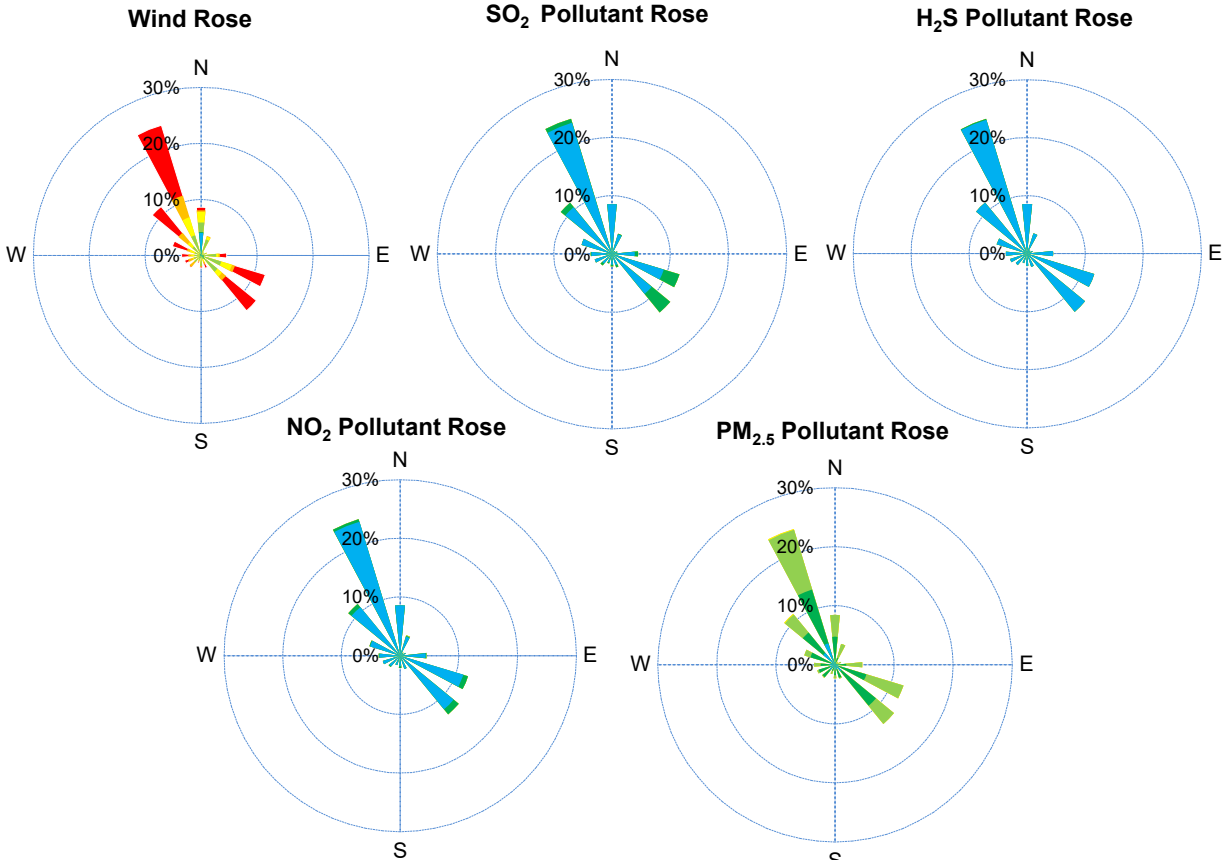 Wind Rose
N
30%
20%
10%
0%
W
E
S
SO₂ Pollutant Rose
N
30%
20%
10%
0%
W
E
S
H₂S Pollutant Rose
N
30%
20%
10%
0%
W
E
S
NO₂ Pollutant Rose
N
30%
20%
10%
0%
W
E
S
PM₂.₅ Pollutant Rose
N
30%
20%
10%
0%
W
E
S